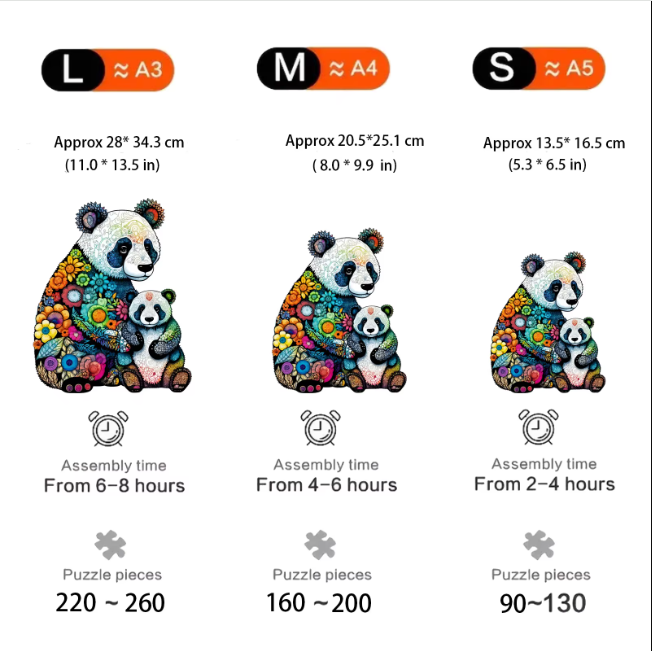 L ≈ A3
M ≈ A4
S ≈ A5
Approx 28* 34.3 cm
(11.0 * 13.5 in)
Approx 20.5*25.1 cm
( 8.0 * 9.9 in)
Approx 13.5* 16.5 cm
(5.3 * 6.5 in)
Assembly time
From 6-8 hours
Assembly time
From 4-6 hours
Assembly time
From 2-4 hours
Puzzle pieces
220 ~ 260
Puzzle pieces
160 ~200
Puzzle pieces
90~130